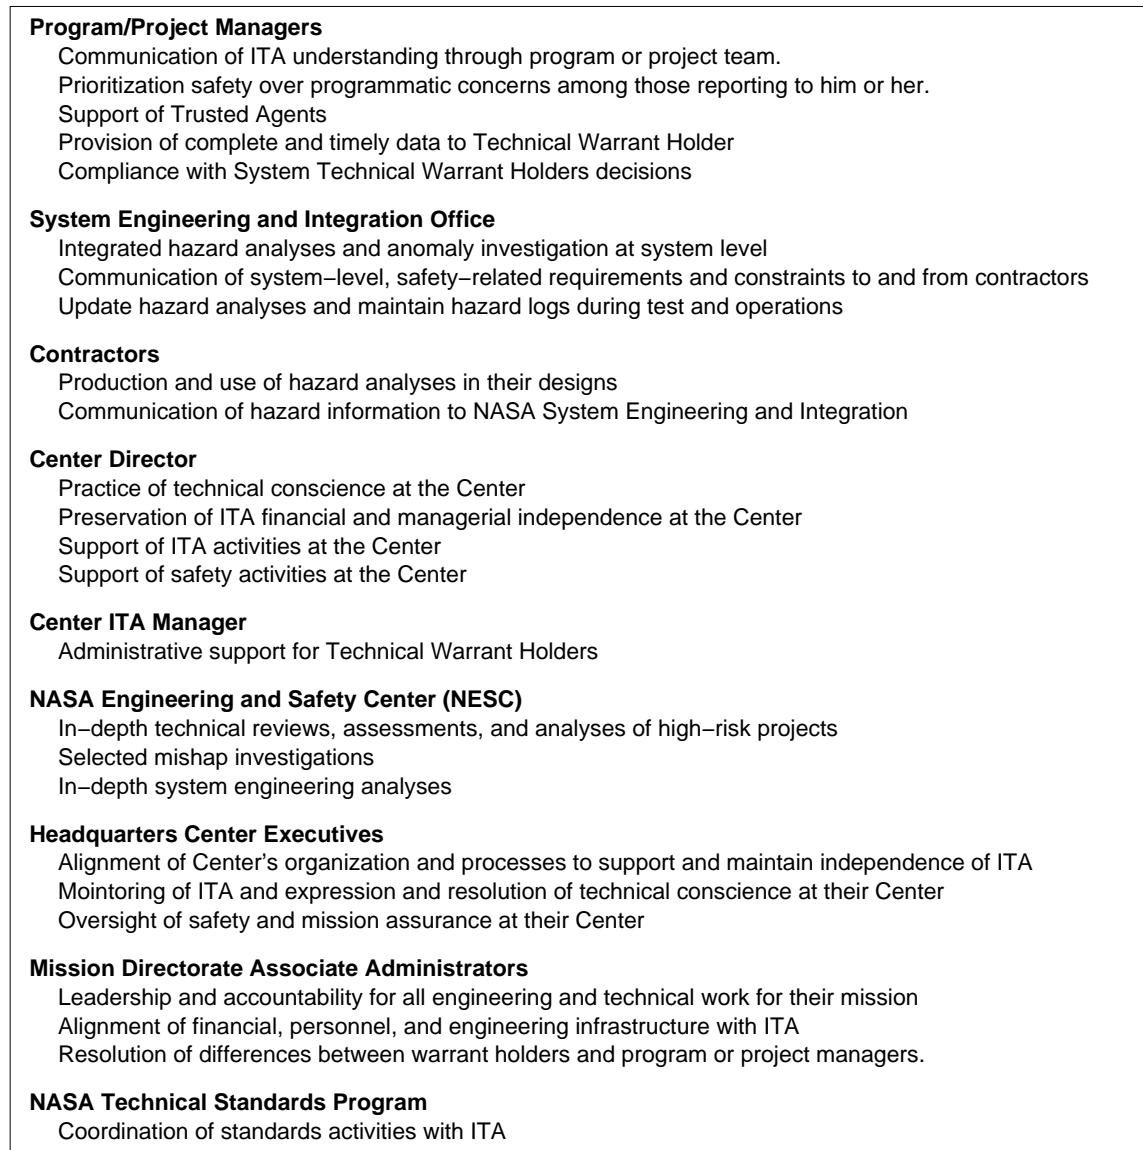 Program/Project Managers
Communication of ITA understanding through program or project team.
Prioritization safety over programmatic concerns among those reporting to him or her.
Support of Trusted Agents
Provision of complete and timely data to Technical Warrant Holder
Compliance with System Technical Warrant Holders decisions
System Engineering and Integration Office
Integrated hazard analyses and anomaly investigation at system level
Communication of system−level, safety−related requirements and constraints to and from contractors
Update hazard analyses and maintain hazard logs during test and operations
Contractors
Production and use of hazard analyses in their designs
Communication of hazard information to NASA System Engineering and Integration
Center Director
Practice of technical conscience at the Center
Preservation of ITA financial and managerial independence at the Center
Support of ITA activities at the Center
Support of safety activities at the Center
Center ITA Manager
Administrative support for Technical Warrant Holders
NASA Engineering and Safety Center (NESC)
In−depth technical reviews, assessments, and analyses of high−risk projects
Selected mishap investigations
In−depth system engineering analyses
Headquarters Center Executives
Alignment of Center's organization and processes to support and maintain independence of ITA
Mointoring of ITA and expression and resolution of technical conscience at their Center
Oversight of safety and mission assurance at their Center
Mission Directorate Associate Administrators
Leadership and accountability for all engineering and technical work for their mission
Alignment of financial, personnel, and engineering infrastructure with ITA
Resolution of differences between warrant holders and program or project managers.
NASA Technical Standards Program
Coordination of standards activities with ITA